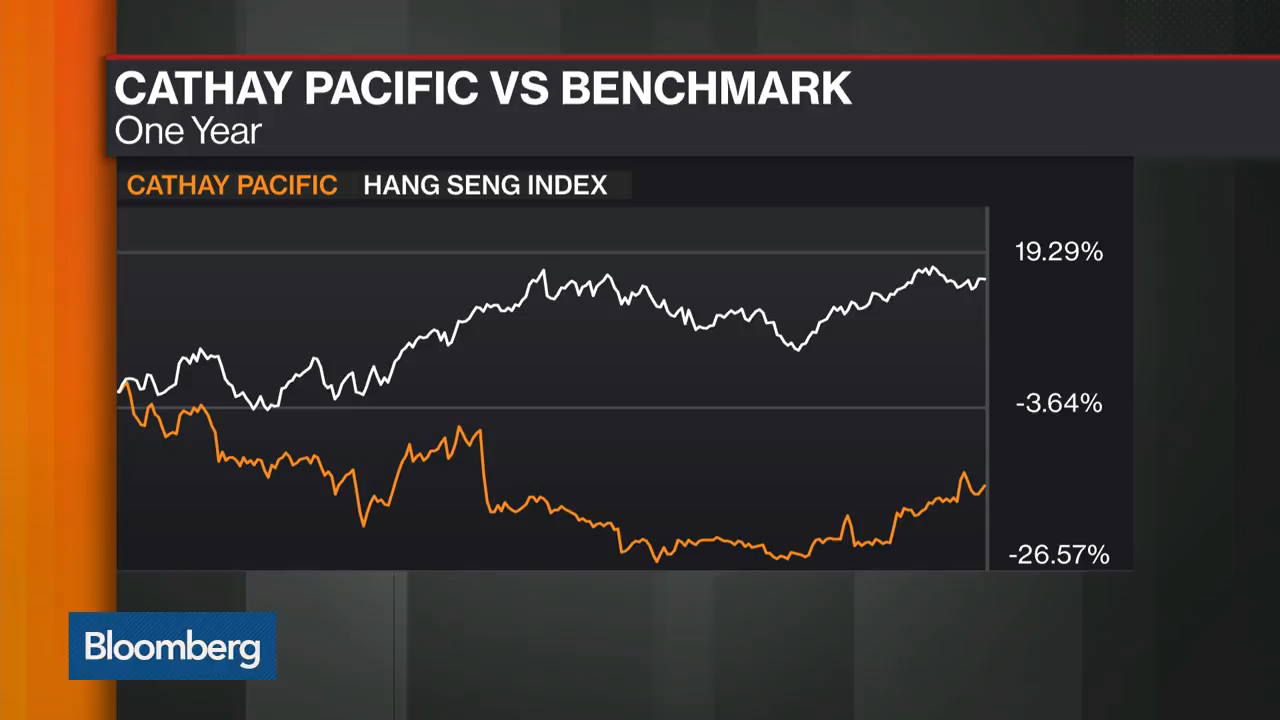 CATHAY PACIFIC VS BENCHMARK
One Year
CATHAY PACIFIC HANG SENG INDEX
19.29%
-3.64%
-26.57%
Bloomberg